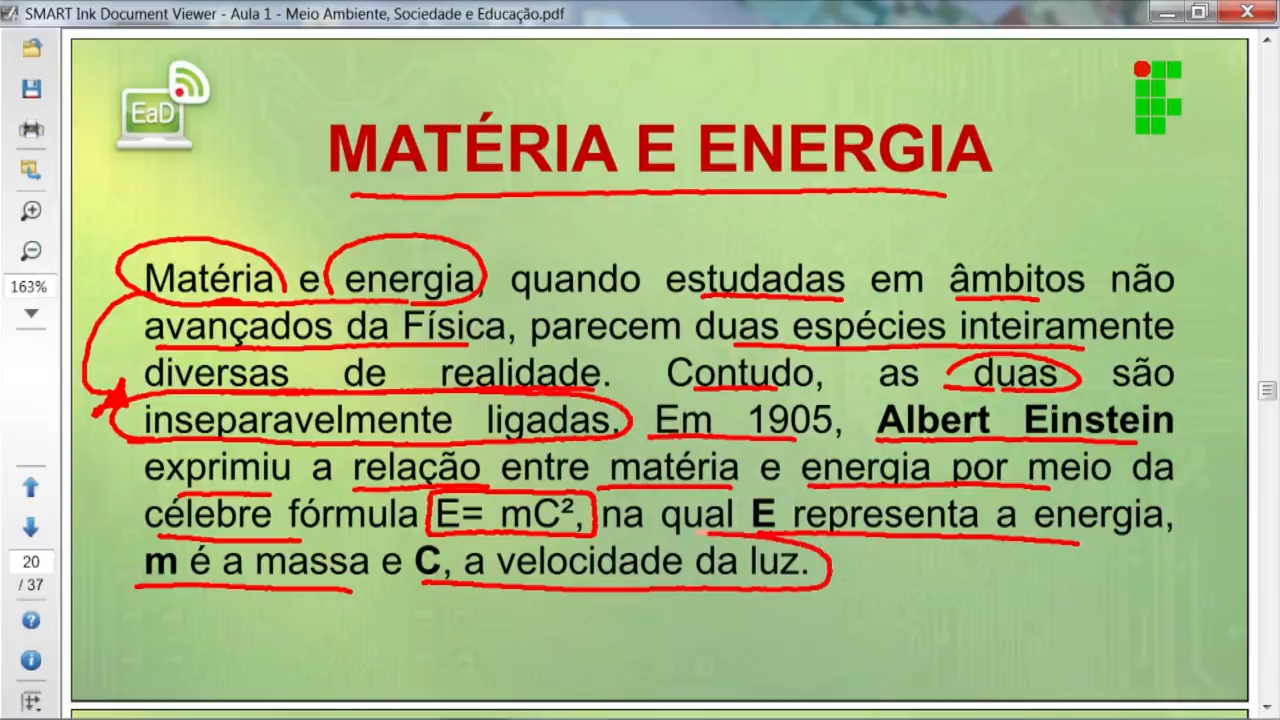 SMART Ink Document Viewer - Aula 1 - Meio Ambiente, Sociedade e Educação.pdf
EaD
MATÉRIA E ENERGIA
Matéria e energia, quando estudadas em âmbitos não
avançados da Física, parecem duas espécies inteiramente
diversas de realidade. Contudo, as duas são
inseparavelmente ligadas. Em 1905, Albert Einstein
exprimiu a relação entre matéria e energia por meio da
célebre fórmula E= mC², na qual E representa a energia,
m é a massa e C, a velocidade da luz.
163%
20
/ 37